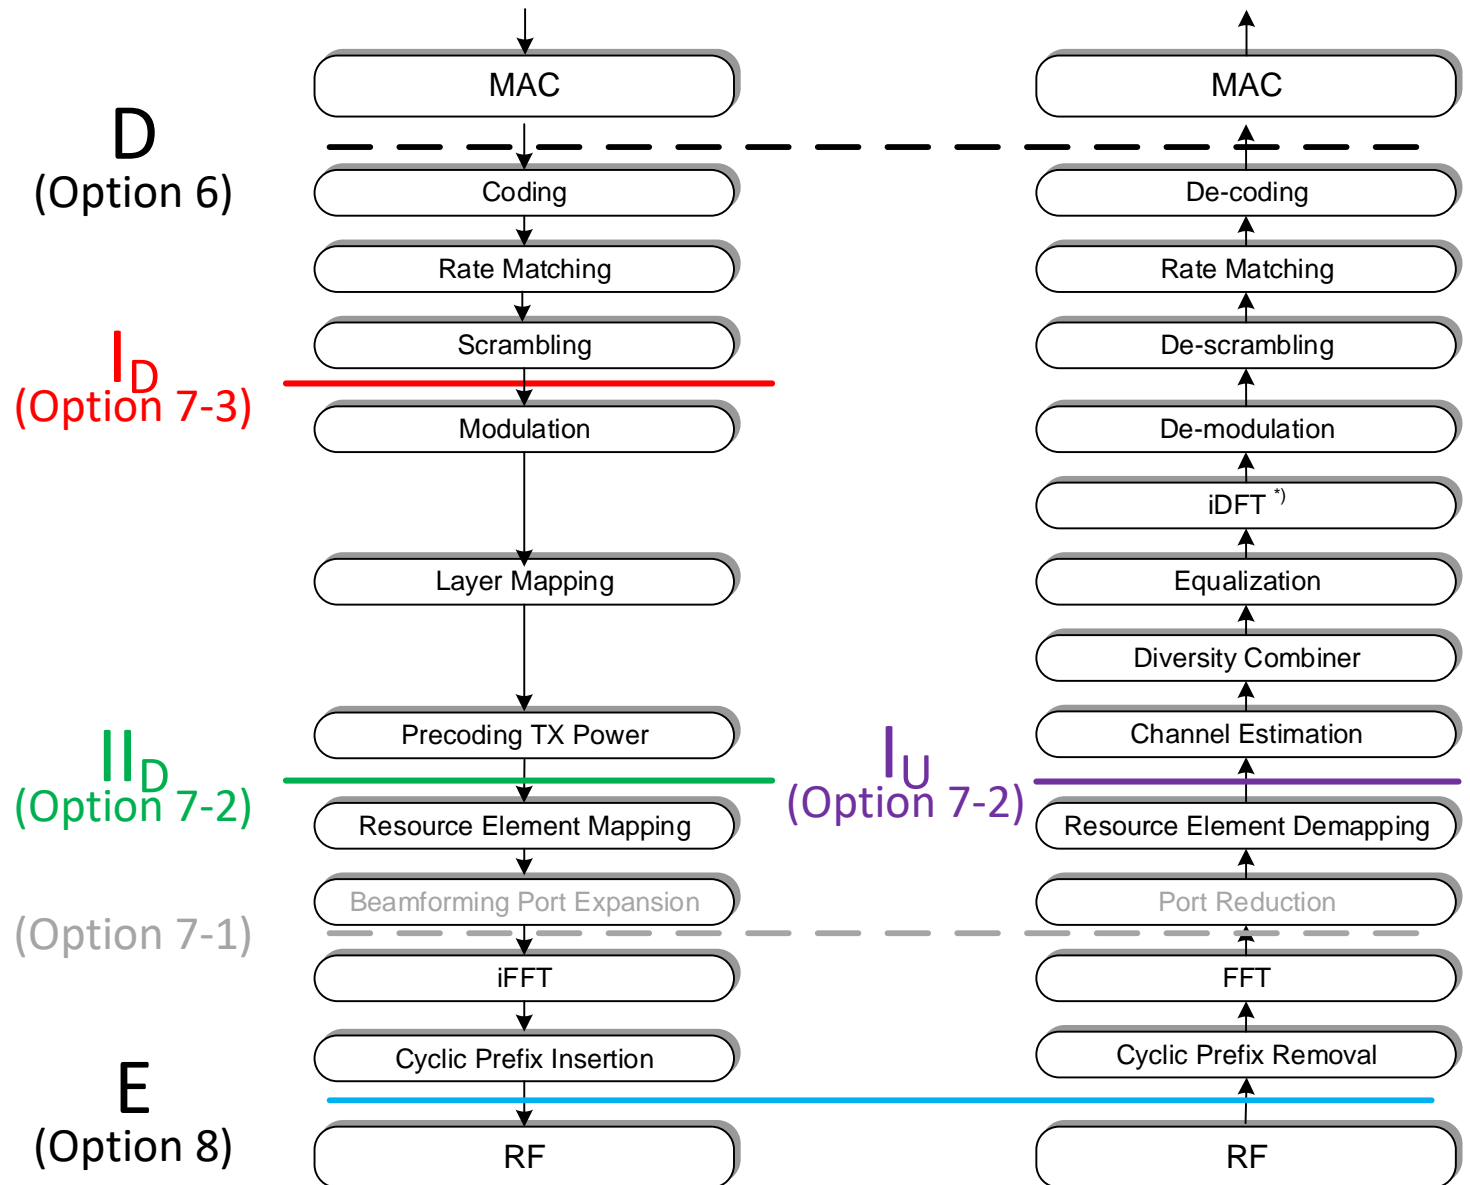 MAC
MAC
D
(Option 6)
Coding
De-coding
Rate Matching
Rate Matching
I_D
(Option 7-3)
Scrambling
De-scrambling
Modulation
De-modulation
iDFT *)
Layer Mapping
Equalization
Diversity Combiner
II_D
(Option 7-2)
Precoding TX Power
I_U
(Option 7-2)
Channel Estimation
Resource Element Mapping
Resource Element Demapping
(Option 7-1)
Beamforming Port Expansion
Port Reduction
iFFT
FFT
Cyclic Prefix Insertion
Cyclic Prefix Removal
E
(Option 8)
RF
RF